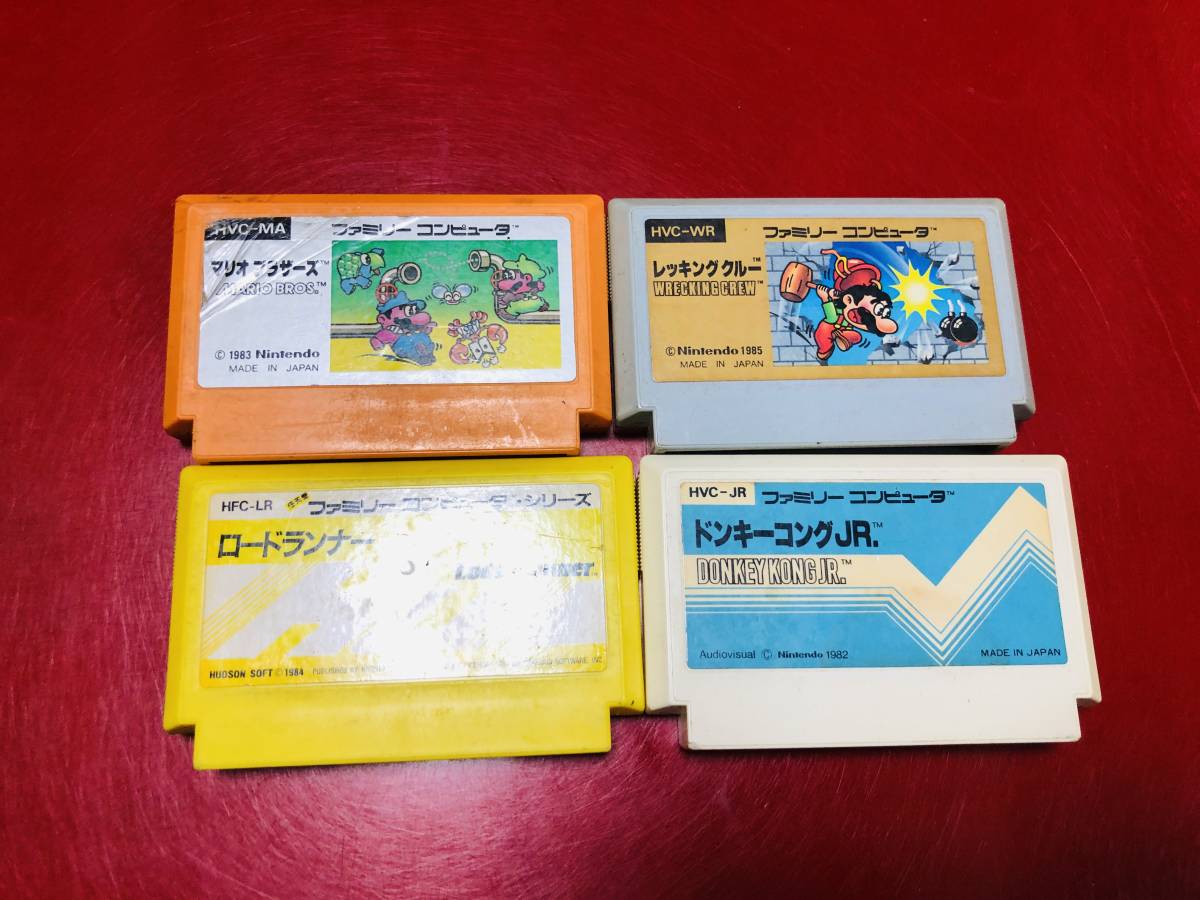 HVC-MA ファミリー コンピュータ™
マリオブラザーズ™
MARIO BROS.™
© 1983 Nintendo
MADE IN JAPAN
HVC-WR ファミリー コンピュータ™
レッキングクルー™
WRECKING CREW™
© Nintendo 1985
MADE IN JAPAN
HFC-LR ファミリー コンピュータ・シリーズ
ロードランナー
HUDSON SOFT © 1984 PUBLISHED BY SOFTWARE, INC
HVC-JR ファミリー コンピュータ™
ドンキーコングJR.™
DONKEY KONG JR.™
Audiovisual © Nintendo 1982
MADE IN JAPAN